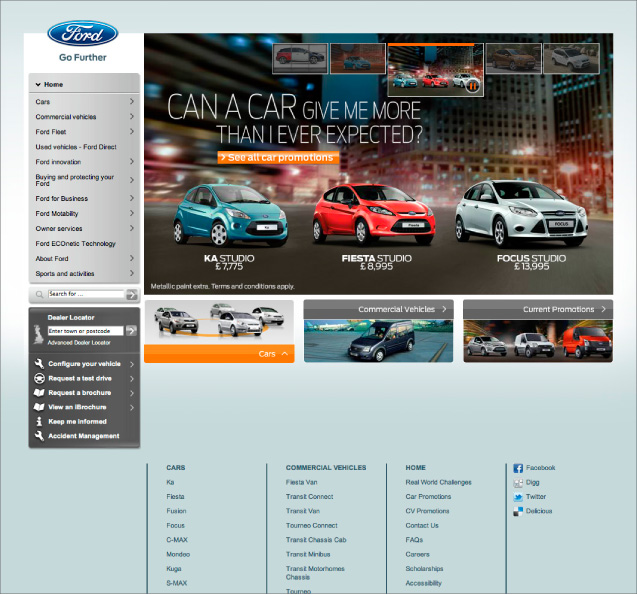 Ford
Go Further
Home
Cars
Commercial vehicles
Ford Fleet
Used vehicles - Ford Direct
Ford innovation
Buying and protecting your
Ford
Ford for Business
Ford Motability
Owner services
Ford ECOnetic Technology
About Ford
Sports and activities
Search for ...
Dealer Locator
Enter town or postcode
Advanced Dealer Locator
Configure your vehicle
Request a test drive
Request a brochure
View an iBrochure
Keep me informed
Accident Management
CAN A CAR GIVE ME MORE
THAN I EVER EXPECTED?
See all car promotions
Ka
Fiesta
Focus
KA STUDIO
£7,775
FIESTA STUDIO
£8,995
FOCUS STUDIO
£13,995
Metallic paint extra. Terms and conditions apply.
Cars
Commercial Vehicles
Current Promotions
CARS
Ka
Fiesta
Fusion
Focus
C-MAX
Mondeo
Kuga
S-MAX
COMMERCIAL VEHICLES
Fiesta Van
Transit Connect
Transit Van
Tourneo Connect
Transit Chassis Cab
Transit Minibus
Transit Motorhomes
Chassis
Tourneo
HOME
Real World Challenges
Car Promotions
CV Promotions
Contact Us
FAQs
Careers
Scholarships
Accessibility
Facebook
Digg
Twitter
Delicious